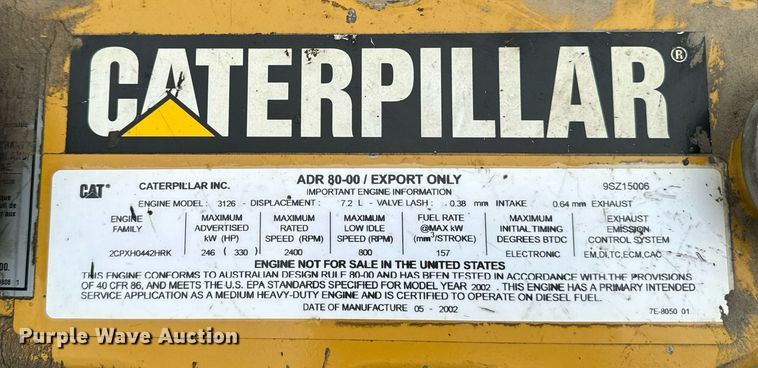 CATERPILLAR®
CAT CATERPILLAR INC. ADR 80-00 / EXPORT ONLY 9SZ15006
IMPORTANT ENGINE INFORMATION
ENGINE MODEL: 3126 - DISPLACEMENT: 7.2 L - VALVE LASH: 0.38 mm INTAKE 0.64 mm EXHAUST
ENGINE FAMILY MAXIMUM ADVERTISED kW (HP) MAXIMUM RATED SPEED (RPM) MAXIMUM LOW IDLE SPEED (RPM) FUEL RATE @MAX kW (mm³/STROKE) MAXIMUM INITIAL TIMING DEGREES BTDC EXHAUST EMISSION CONTROL SYSTEM
2CPXH0442HRK 246 ( 330 ) 2400 800 157 ELECTRONIC EM,DI,TC,ECM,CAC
ENGINE NOT FOR SALE IN THE UNITED STATES
THIS ENGINE CONFORMS TO AUSTRALIAN DESIGN RULE 80-00 AND HAS BEEN TESTED IN ACCORDANCE WITH THE PROVISIONS
OF 40 CFR 86, AND MEETS THE U.S. EPA STANDARDS SPECIFIED FOR MODEL YEAR 2002 . THIS ENGINE HAS A PRIMARY INTENDED
SERVICE APPLICATION AS A MEDIUM HEAVY-DUTY ENGINE AND IS CERTIFIED TO OPERATE ON DIESEL FUEL.
DATE OF MANUFACTURE 05 - 2002 7E-8050 01
Purple Wave Auction